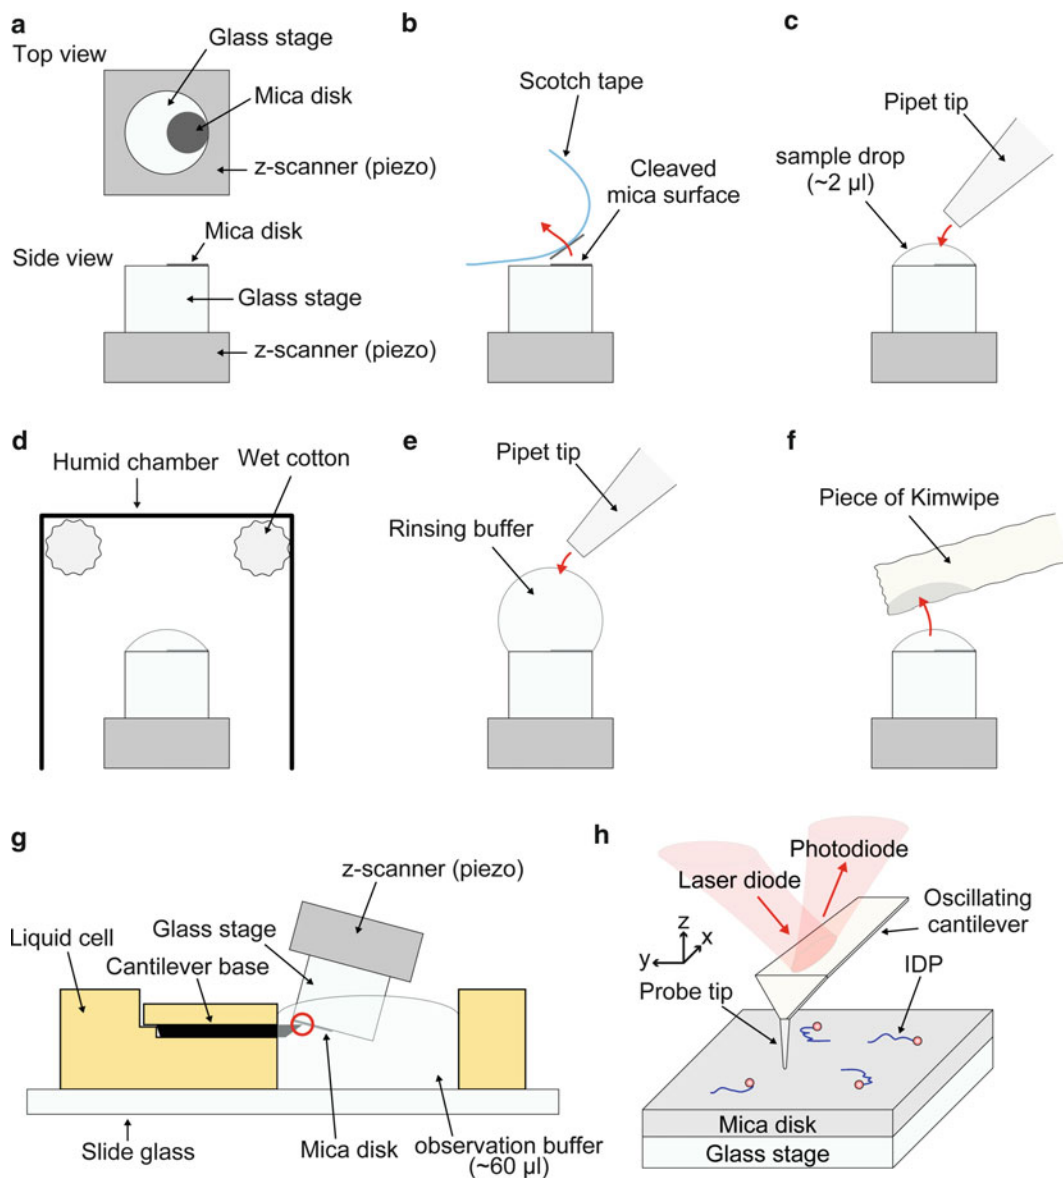 a
Top view
Glass stage
Mica disk
z-scanner (piezo)
Side view
Mica disk
Glass stage
z-scanner (piezo)
b
Scotch tape
Cleaved
mica surface
c
Pipet tip
sample drop
(~2 µl)
d
Humid chamber
Wet cotton
e
Pipet tip
Rinsing buffer
f
Piece of Kimwipe
g
z-scanner (piezo)
Glass stage
Liquid cell
Cantilever base
Slide glass
Mica disk
observation buffer
(~60 µl)
h
Photodiode
Laser diode
Oscillating
cantilever
z
x
y
IDP
Probe tip
Mica disk
Glass stage